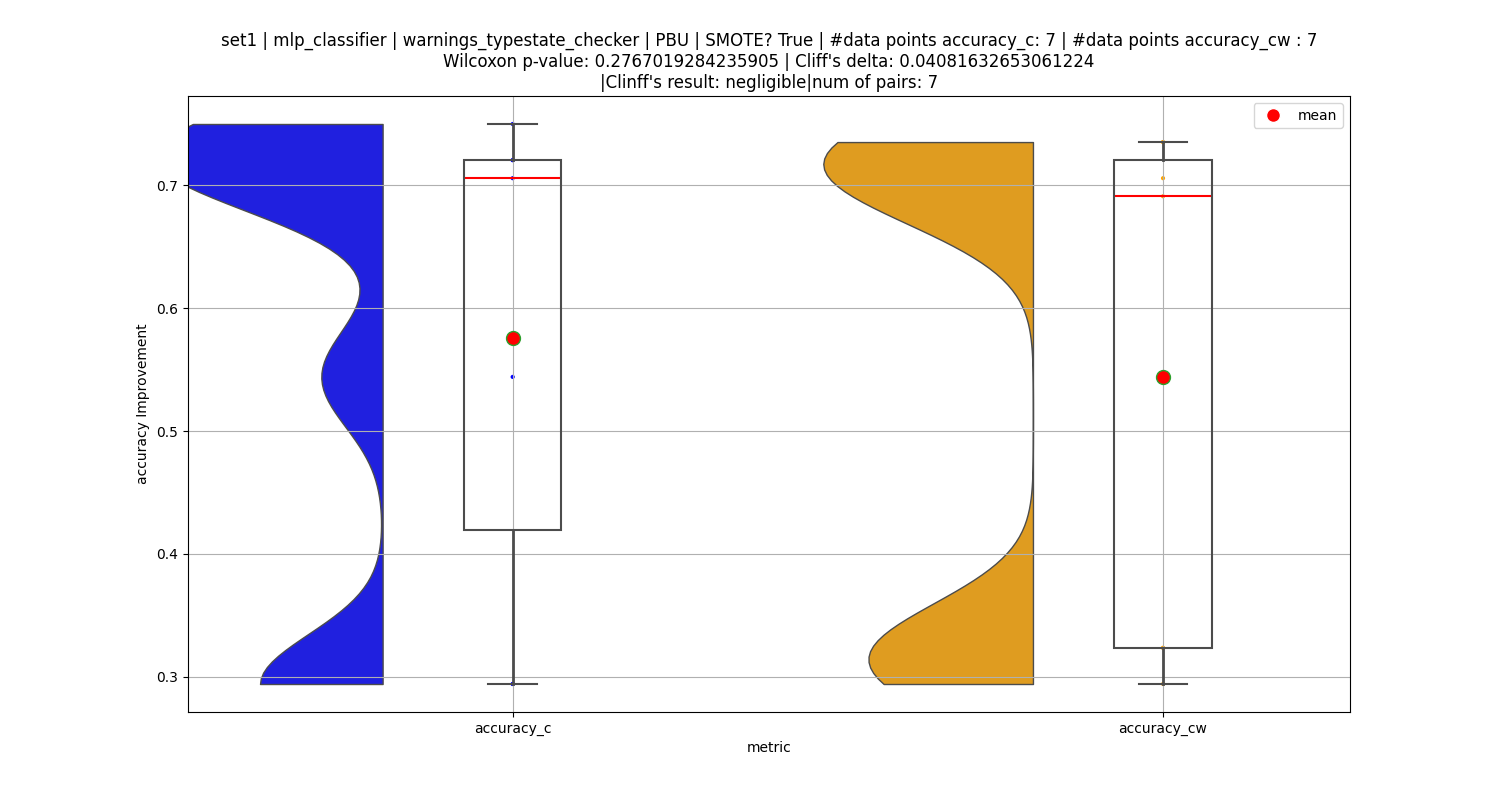 set1 | mlp_classifier | warnings_typestate_checker | PBU | SMOTE? True | #data points accuracy_c: 7 | #data points accuracy_cw : 7
Wilcoxon p-value: 0.2767019284235905 | Cliff's delta: 0.04081632653061224
|Clinff's result: negligible|num of pairs: 7
mean
0.7
0.6
0.5
0.4
0.3
accuracy Improvement
accuracy_c
accuracy_cw
metric